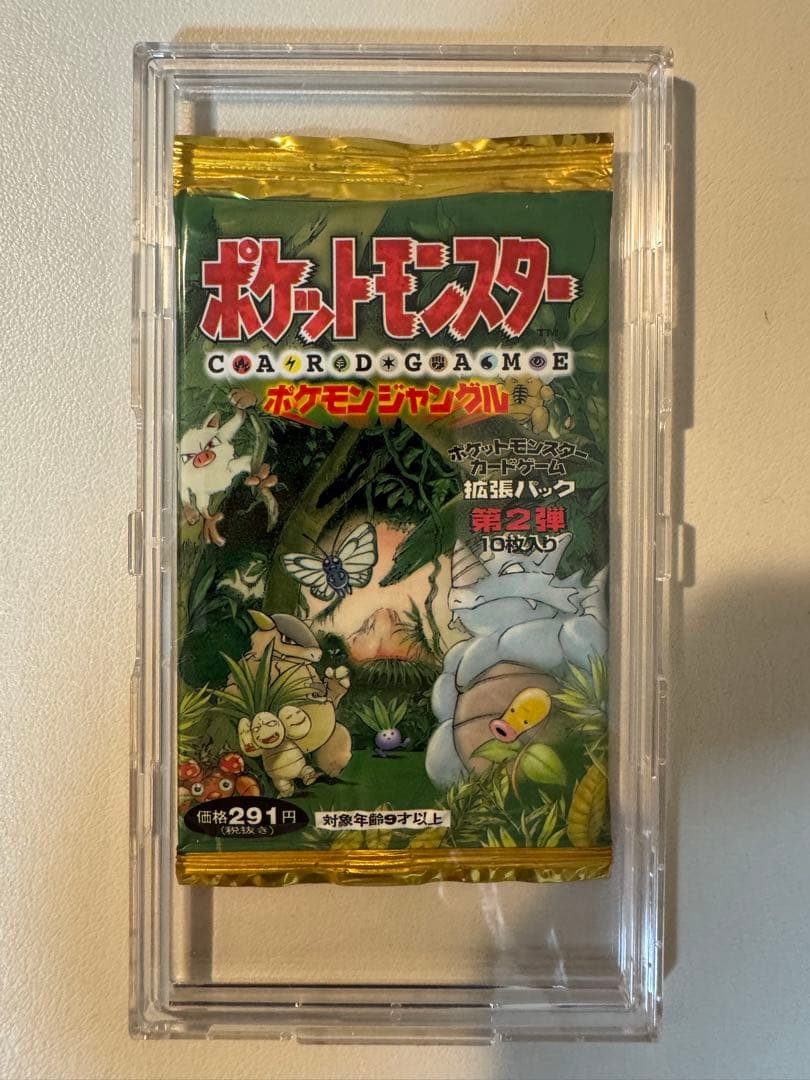 ポケットモンスター
TM
CARD GAME
ポケモンジャングル
ポケットモンスター
カードゲーム
拡張パック
第2弾
10枚入り
価格291円
(税抜き)
対象年齢9才以上